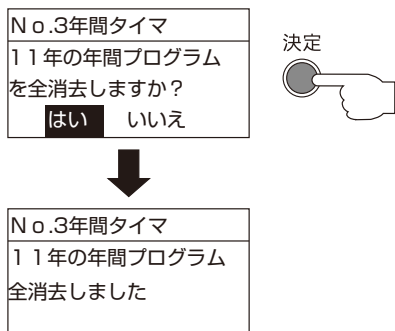 No.3年間タイマ
11年の年間プログラム
を全消去しますか？
はい いいえ
決定
No.3年間タイマ
11年の年間プログラム
全消去しました